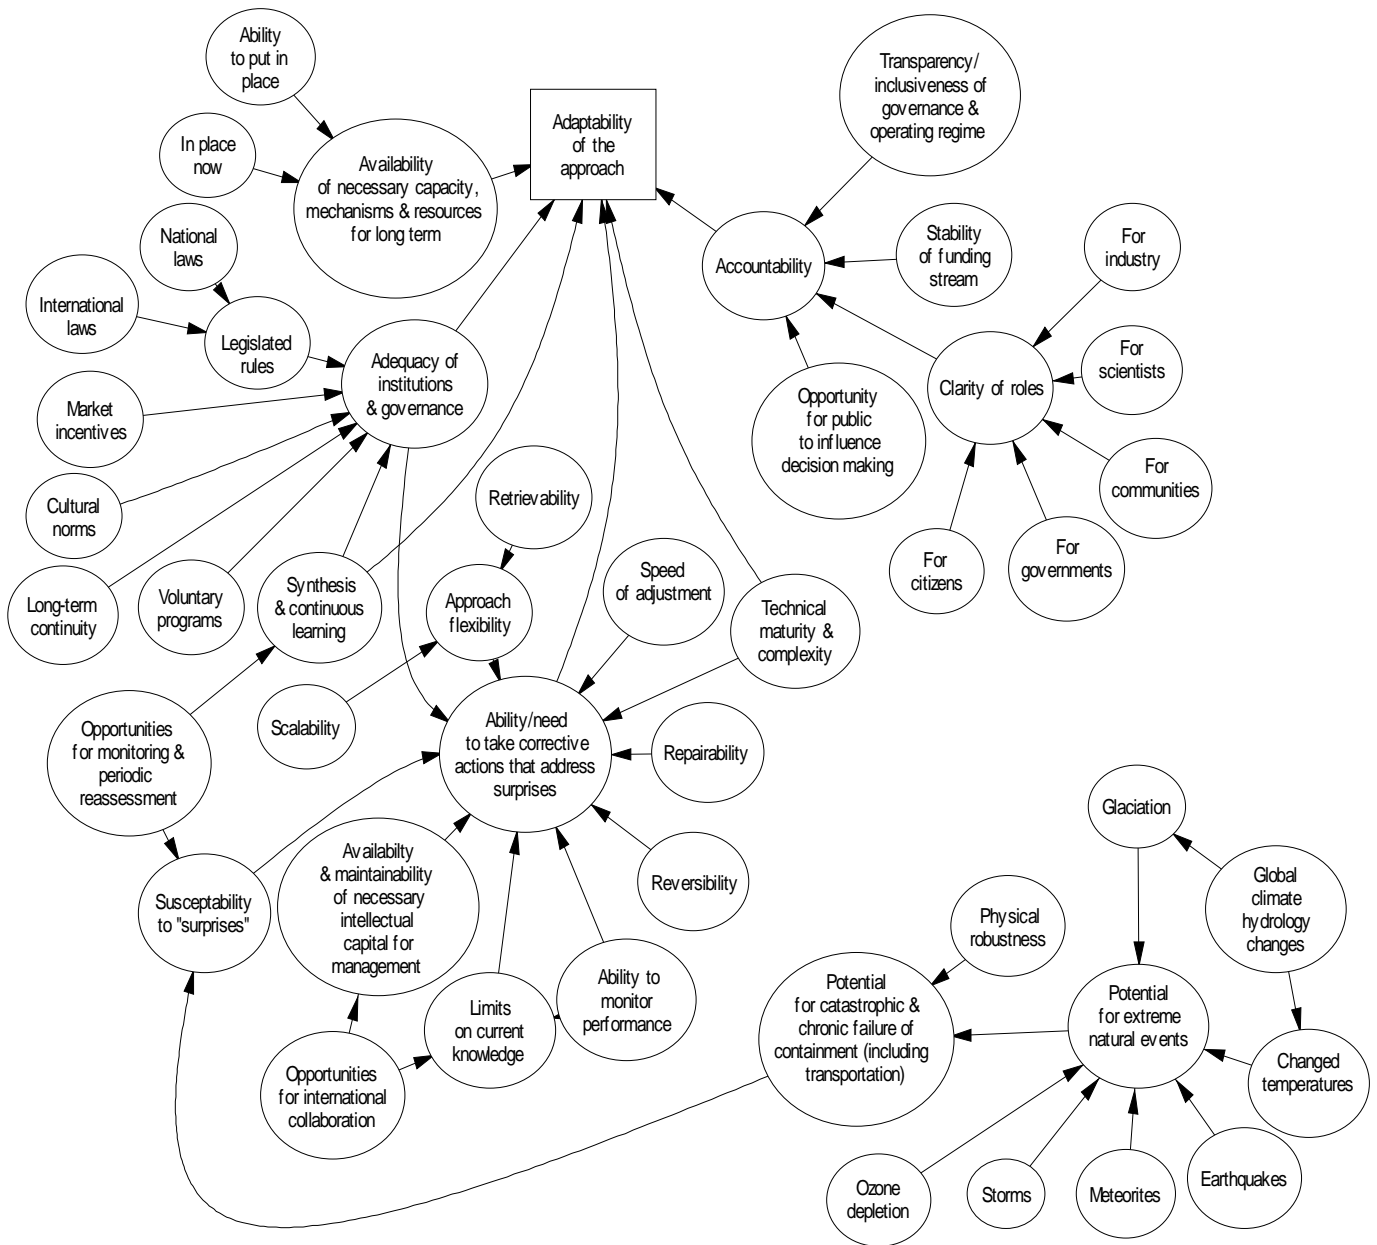 Ability
to put in
place
Transparency/
inclusiveness of
governance &
operating regime
Adaptability
of the
approach
In place
now
Availability
of necessary capacity,
mechanisms & resources
for long term
National
laws
Accountability
Stability
of funding
stream
For
industry
International
laws
Legislated
rules
Adequacy of
institutions
& governance
For
scientists
Clarity of roles
Market
incentives
Opportunity
for public
to influence
decision making
For
communities
Retrievability
Cultural
norms
For
citizens
For
governments
Long-term
continuity
Voluntary
programs
Synthesis
& continuous
learning
Approach
flexibility
Speed
of adjustment
Technical
maturity &
complexity
Scalability
Opportunities
for monitoring &
periodic
reassessment
Ability/need
to take corrective
actions that address
surprises
Repairability
Glaciation
Availabilty
& maintainability
of necessary
intellectual
capital for
management
Reversibility
Susceptability
to "surprises"
Global
climate
hydrology
changes
Physical
robustness
Ability to
monitor
performance
Limits
on current
knowledge
Potential
for catastrophic &
chronic failure of
containment (including
transportation)
Potential
for extreme
natural events
Opportunities
for international
collaboration
Changed
temperatures
Ozone
depletion
Storms
Meteorites
Earthquakes